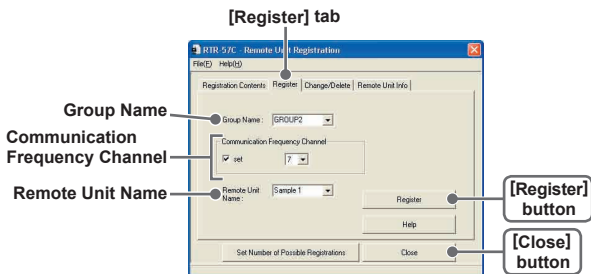 [Register] tab
RTR-57C - Remote Unit Registration
File(F) Help(H)
Registration Contents Register Change/Delete Remote Unit Info
Group Name
Group Name : GROUP2
Communication
Frequency Channel
Communication Frequency Channel
set 7
Remote Unit Name
Remote Unit
Name :
Sample 1
Register
[Register]
button
Help
Set Number of Possible Registrations Close
[Close]
button